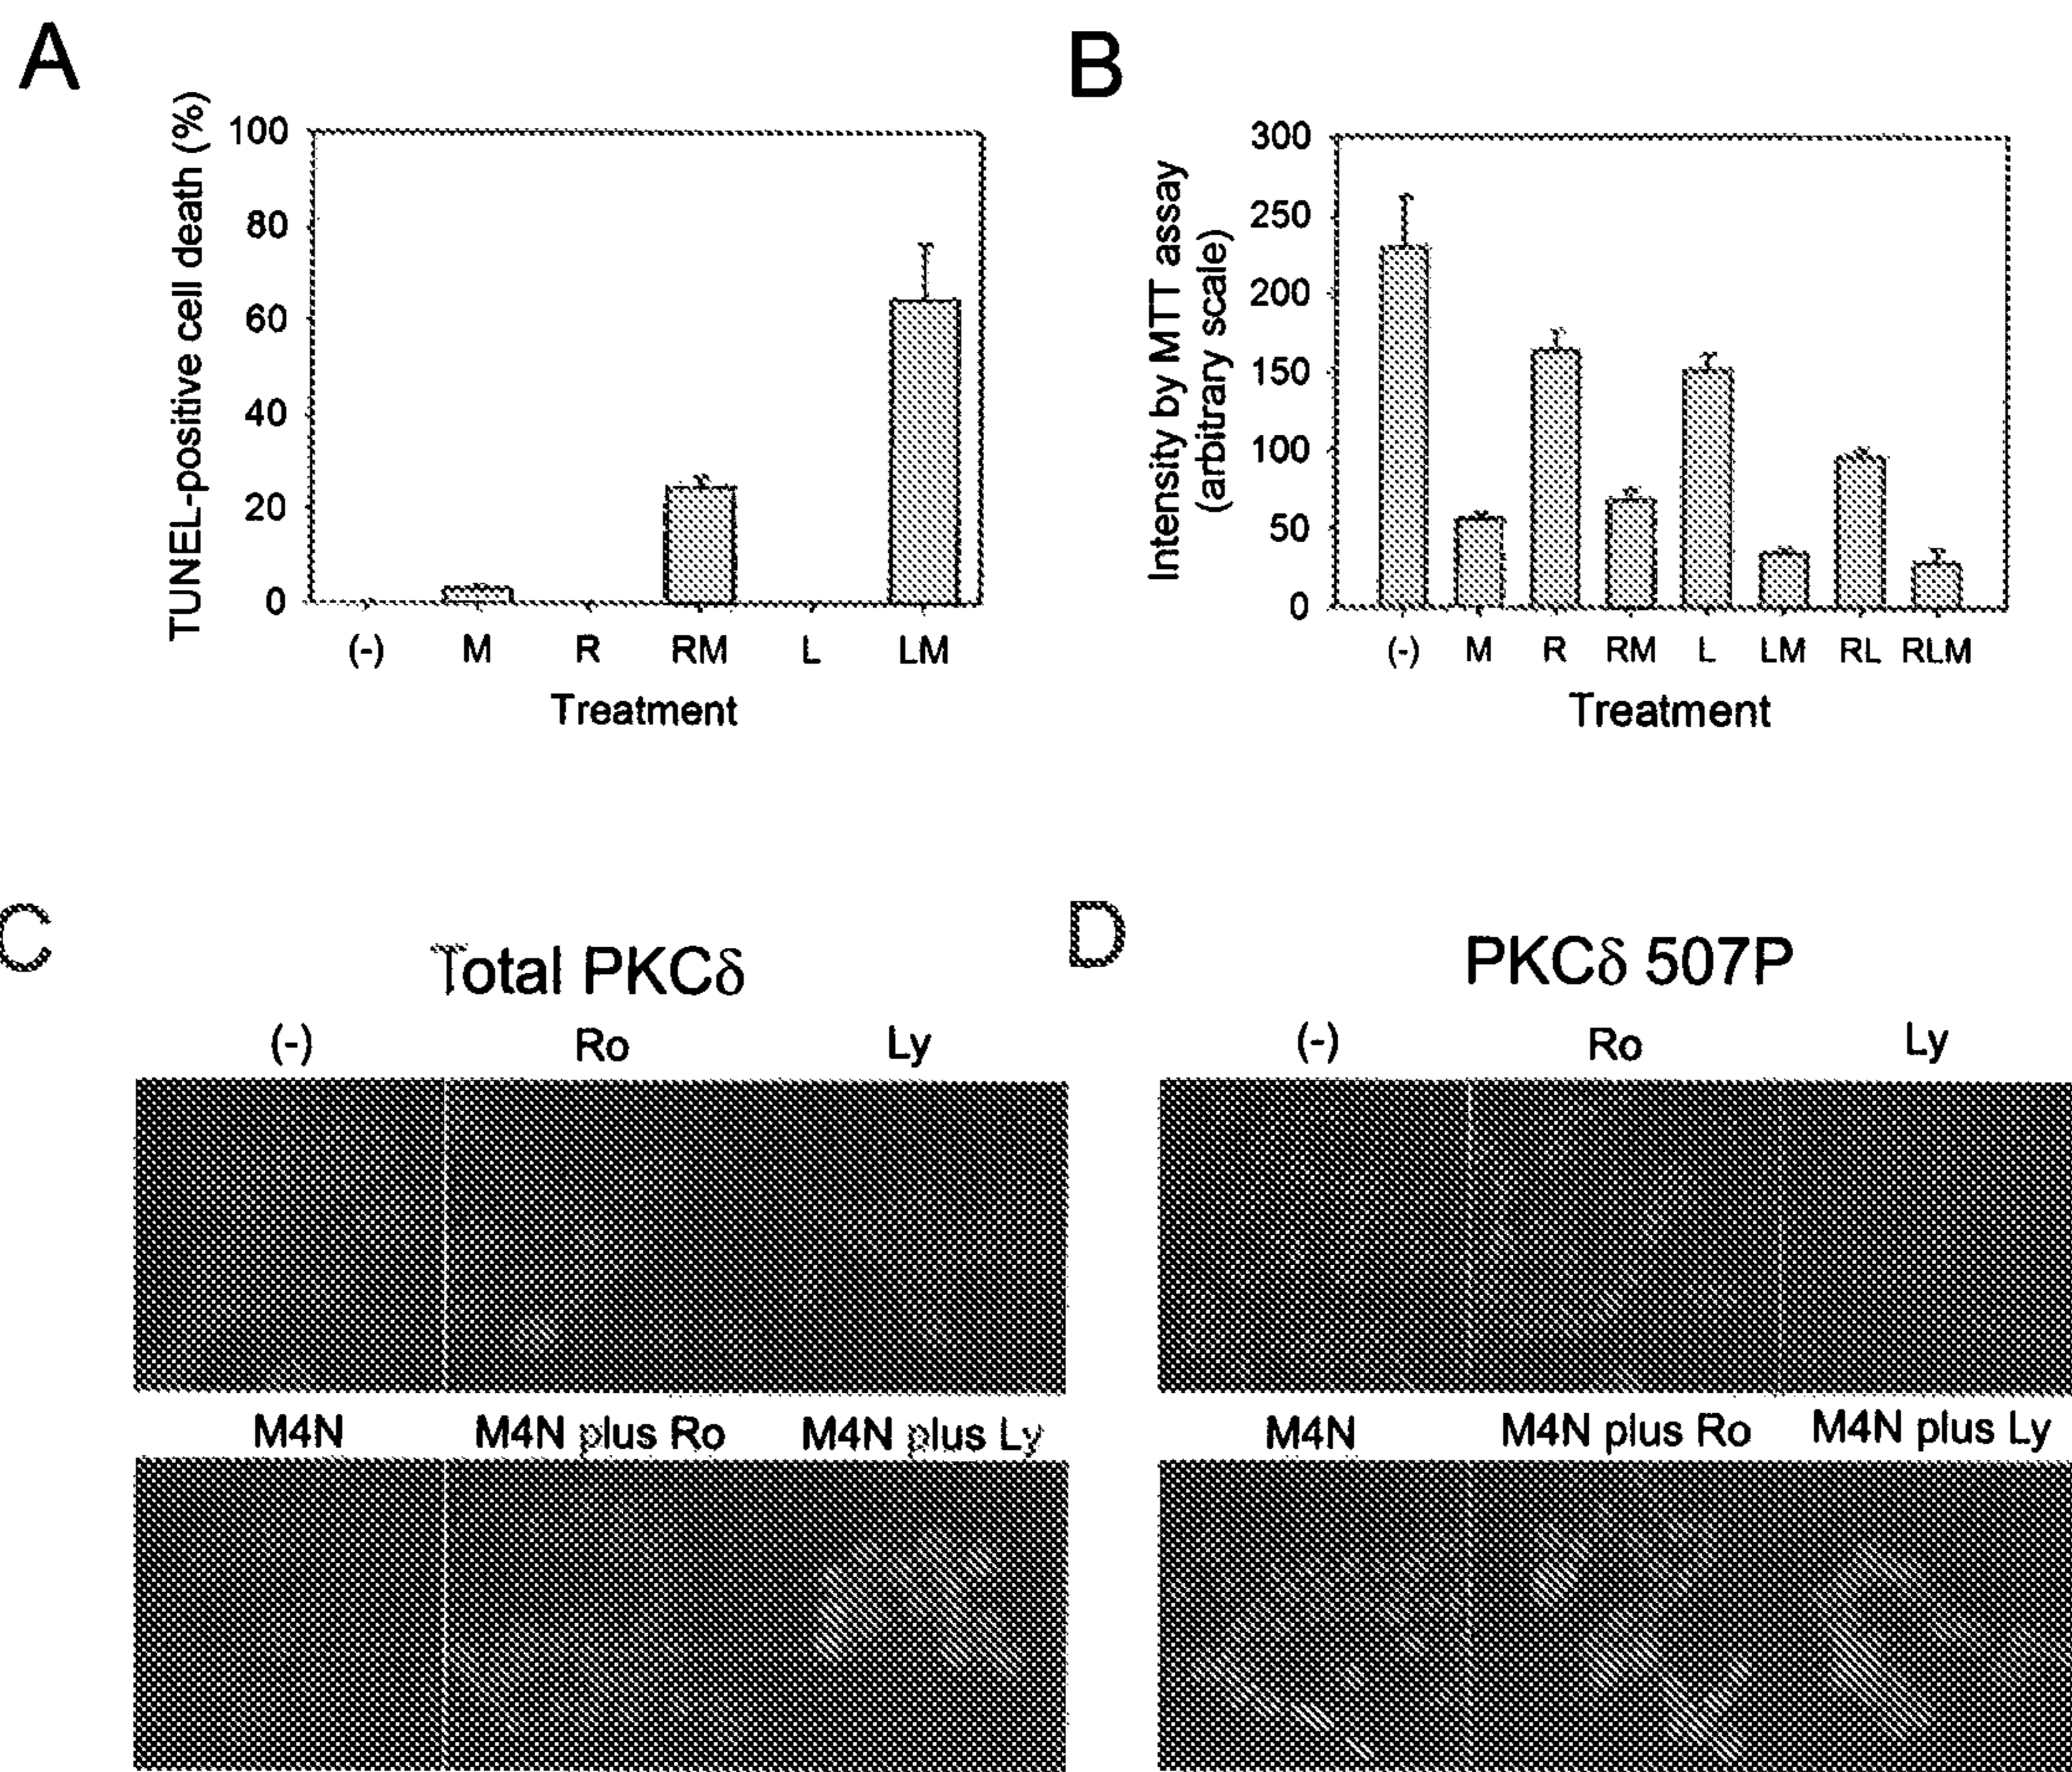 A
TUNEL-positive cell death (%)
100
80
60
40
20
0
(-) M R RM L LM
Treatment
B
Intensity by MTT assay
(arbitrary scale)
300
250
200
150
100
50
0
(-) M R RM L LM RL RLM
Treatment
C
Total PKCδ
(-) Ro Ly
M4N M4N plus Ro M4N plus Ly
D
PKCδ 507P
(-) Ro Ly
M4N M4N plus Ro M4N plus Ly